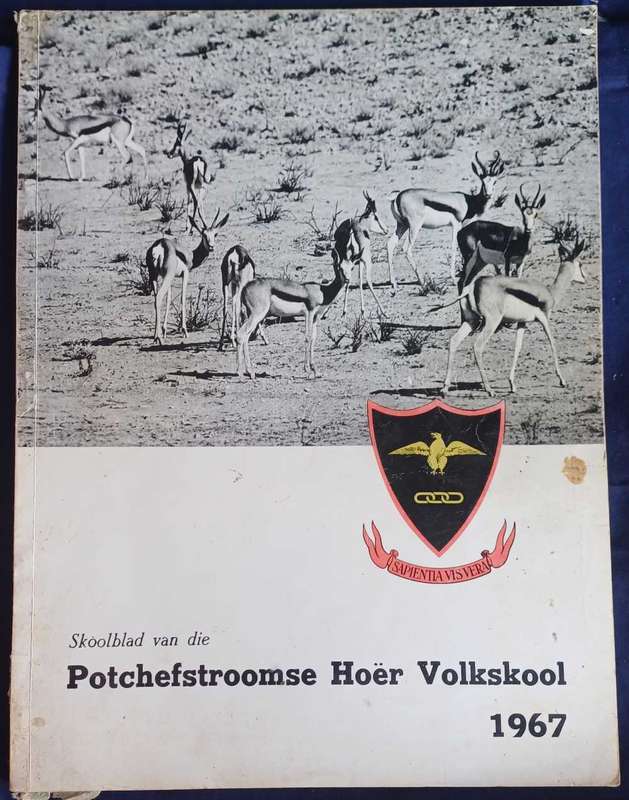 SAPIENTIA VIS VERA
Skoolblad van die
Potchefstroomse Hoër Volkskool
1967